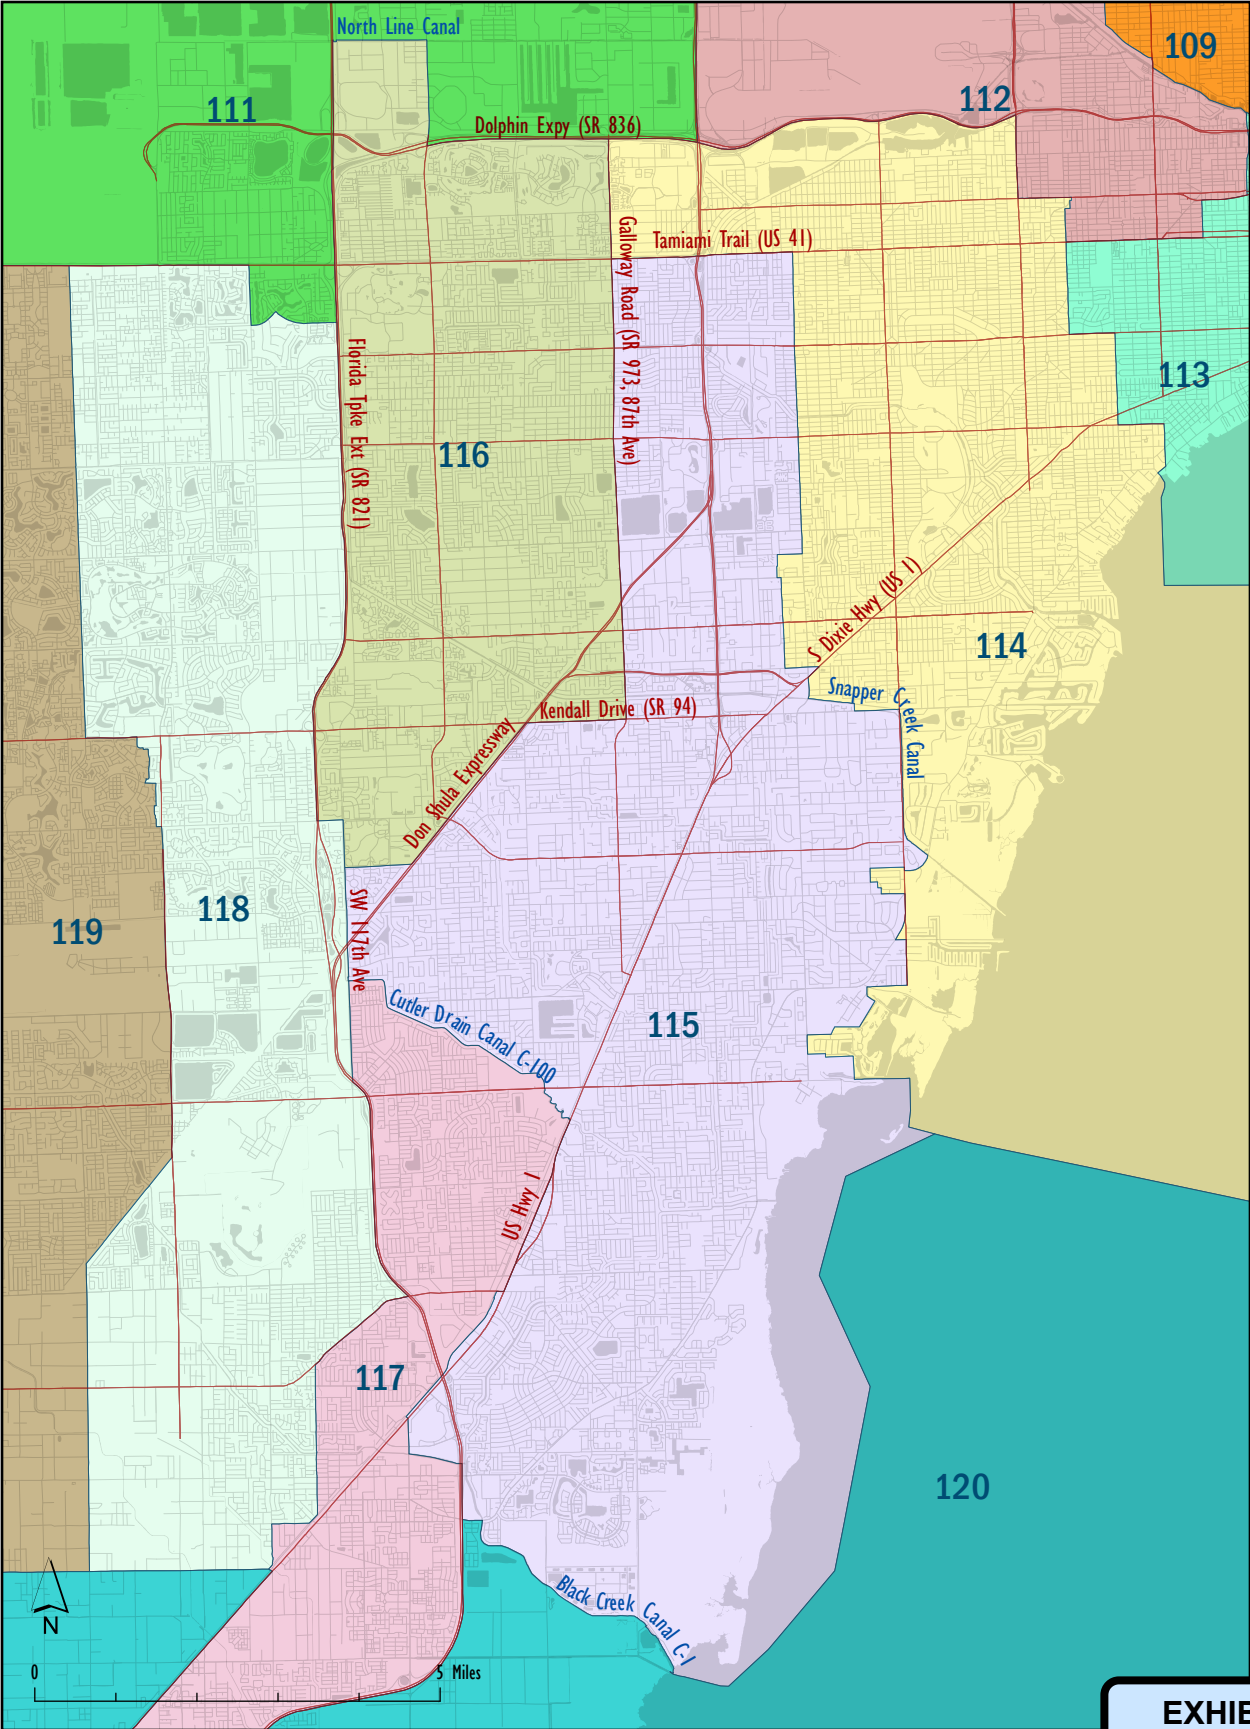 North Line Canal
109
111
112
Dolphin Expy (SR 836)
Galloway Road (SR 973, 87th Ave)
Tamiami Trail (US 41)
Florida Tpke Ext (SR 821)
113
116
S Dixie Hwy (US 1)
114
Snapper Creek Canal
Kendall Drive (SR 94)
Don Shula Expressway
118
119
SW 117th Ave
Cutler Drain Canal C-100
115
US Hwy 1
117
120
Black Creek Canal C-1
N
0
5 Miles